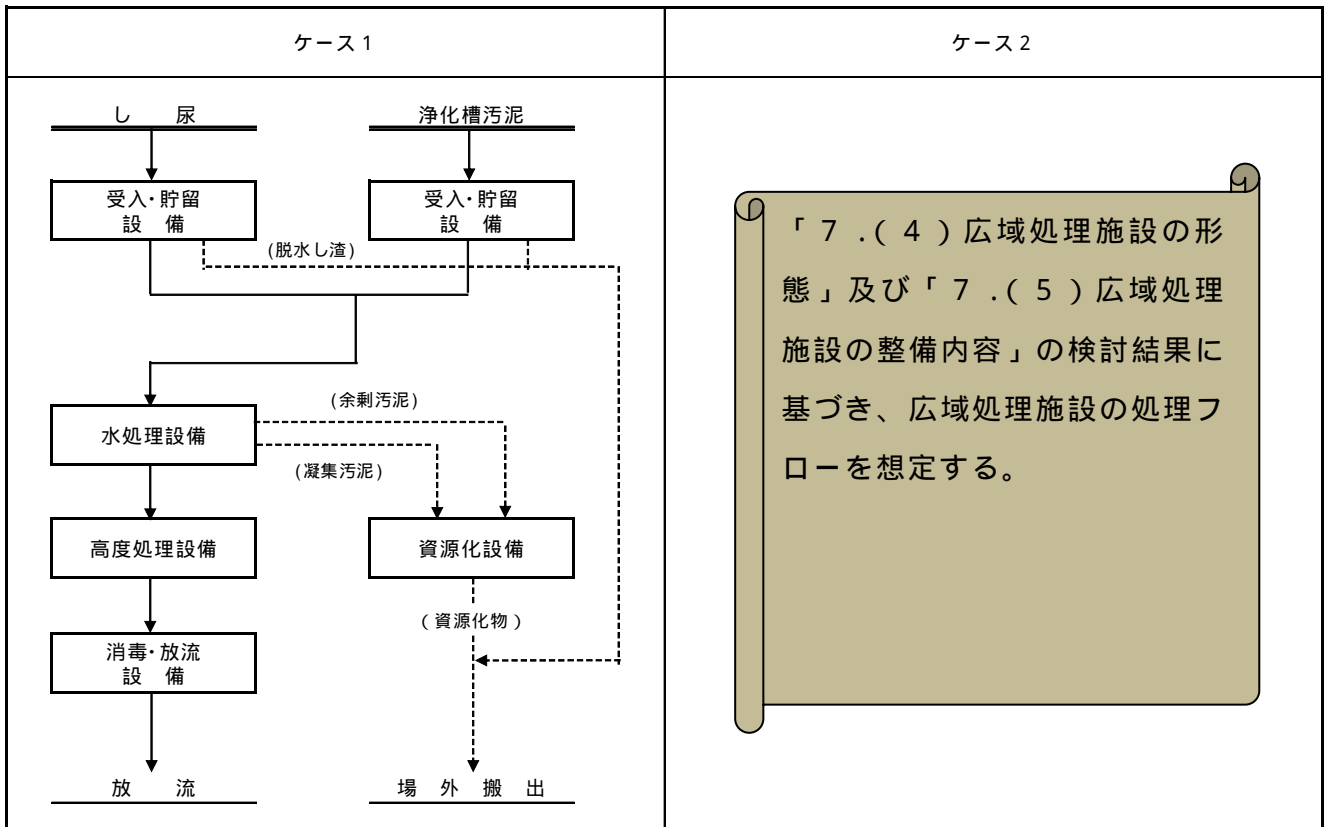 ケース1
ケース2
し　尿
浄化槽汚泥
受入・貯留
設　備
受入・貯留
設　備
(脱水し渣)
(余剰汚泥)
水処理設備
(凝集汚泥)
高度処理設備
資源化設備
(資源化物)
消毒・放流
設　備
放　流
場　外　搬　出
「7.(4)広域処理施設の形
態」及び「7.(5)広域処理
施設の整備内容」の検討結果に
基づき、広域処理施設の処理フ
ローを想定する。